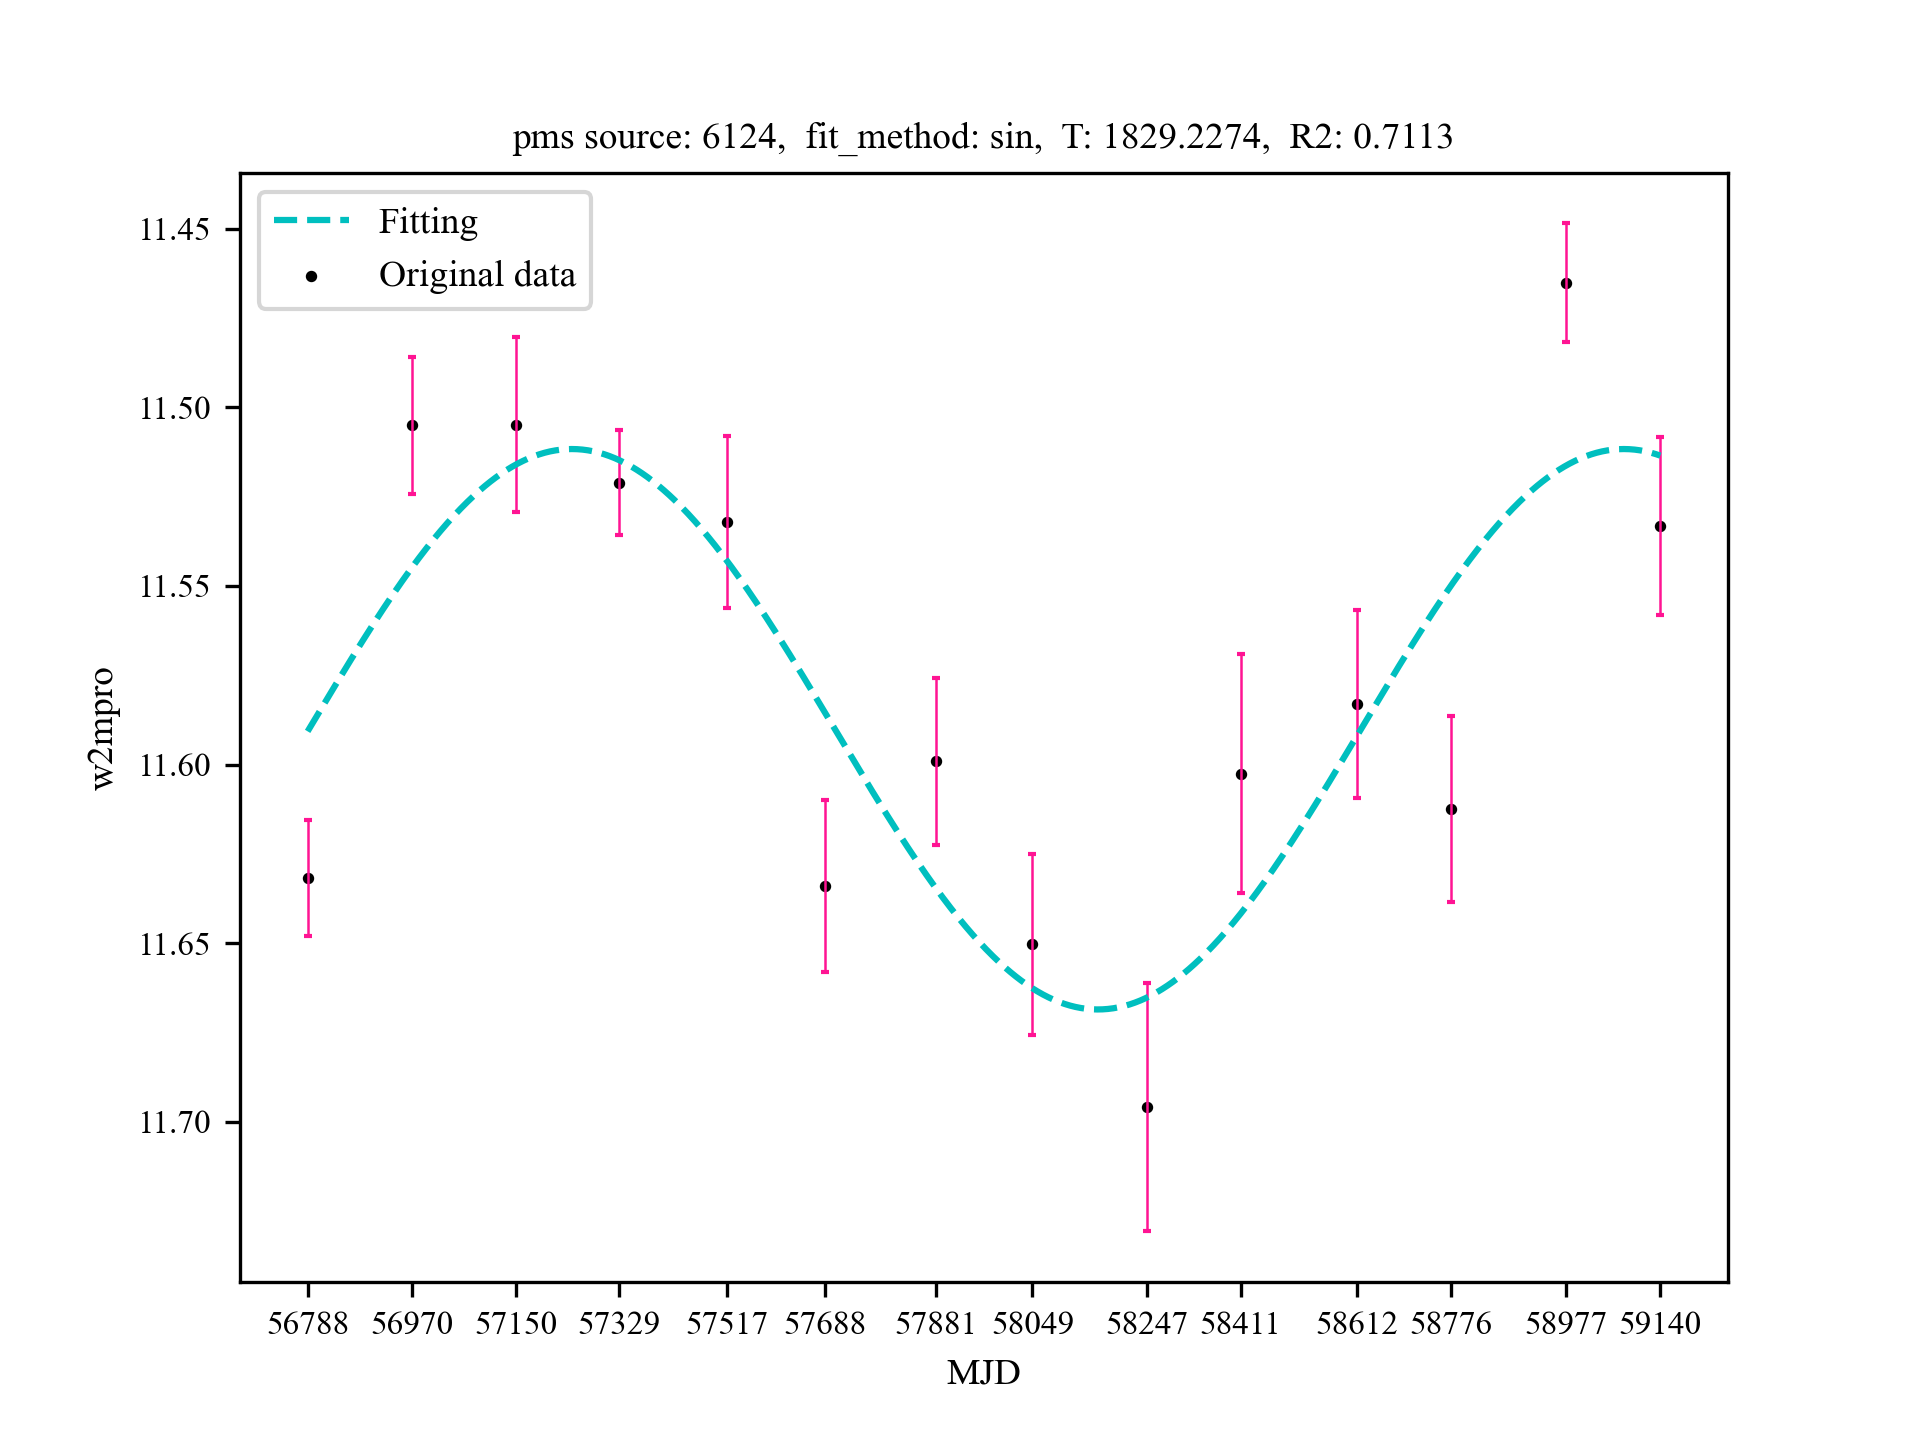 pms source: 6124,  fit_method: sin,  T: 1829.2274,  R2: 0.7113
Fitting
Original data
11.45
11.50
11.55
11.60
11.65
11.70
w2mpro
56788 56970 57150 57329 57517 57688 57881 58049 58247 58411 58612 58776 58977 59140
MJD